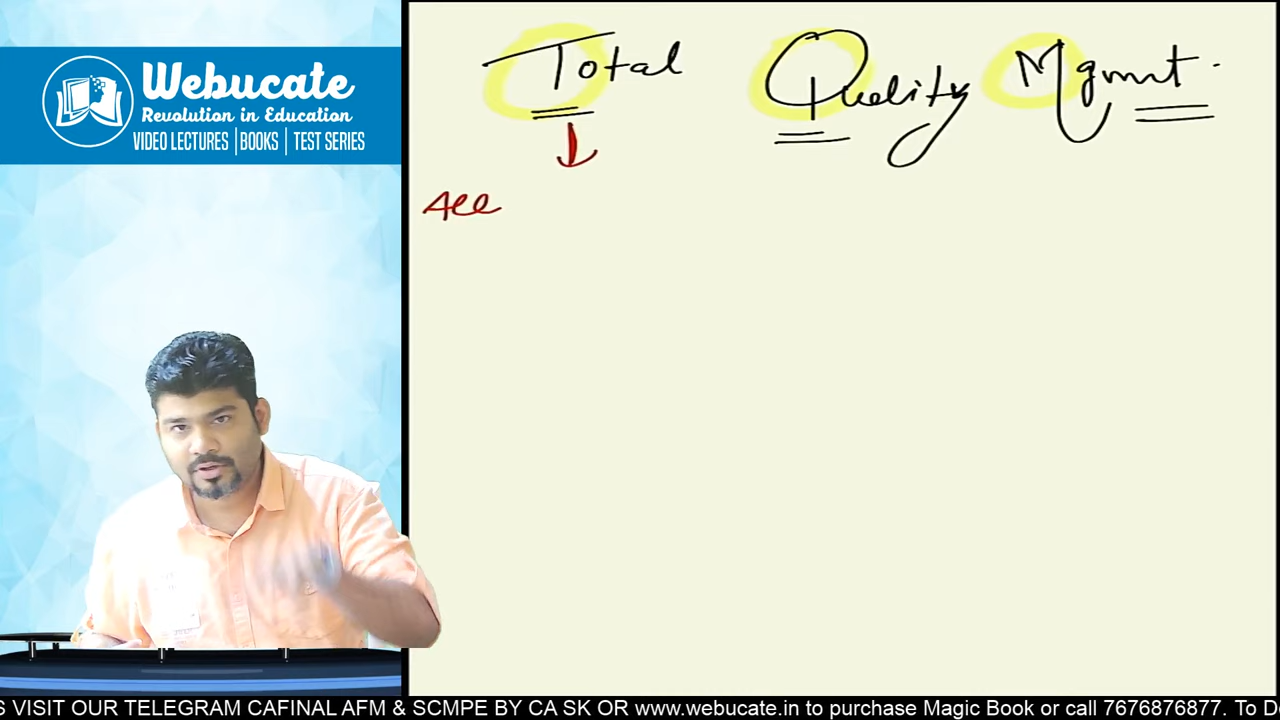 Webucate
Revolution in Education
VIDEO LECTURES | BOOKS | TEST SERIES
Total Quality Mgmnt.
All
S VISIT OUR TELEGRAM CAFINAL AFM & SCMPE BY CA SK OR www.webucate.in to purchase Magic Book or call 7676876877. To D